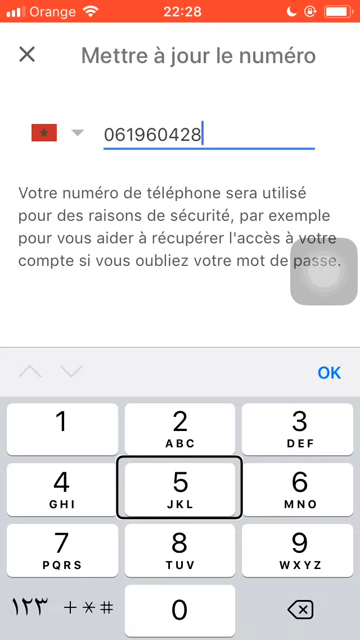 Orange 22:28
Mettre à jour le numéro
061960428
Votre numéro de téléphone sera utilisé
pour des raisons de sécurité, par exemple
pour vous aider à récupérer l'accès à votre
compte si vous oubliez votre mot de passe.
OK
1 2 3
ABC DEF
4 5 6
GHI JKL MNO
7 8 9
PQRS TUV WXYZ
١٢٣ +*# 0